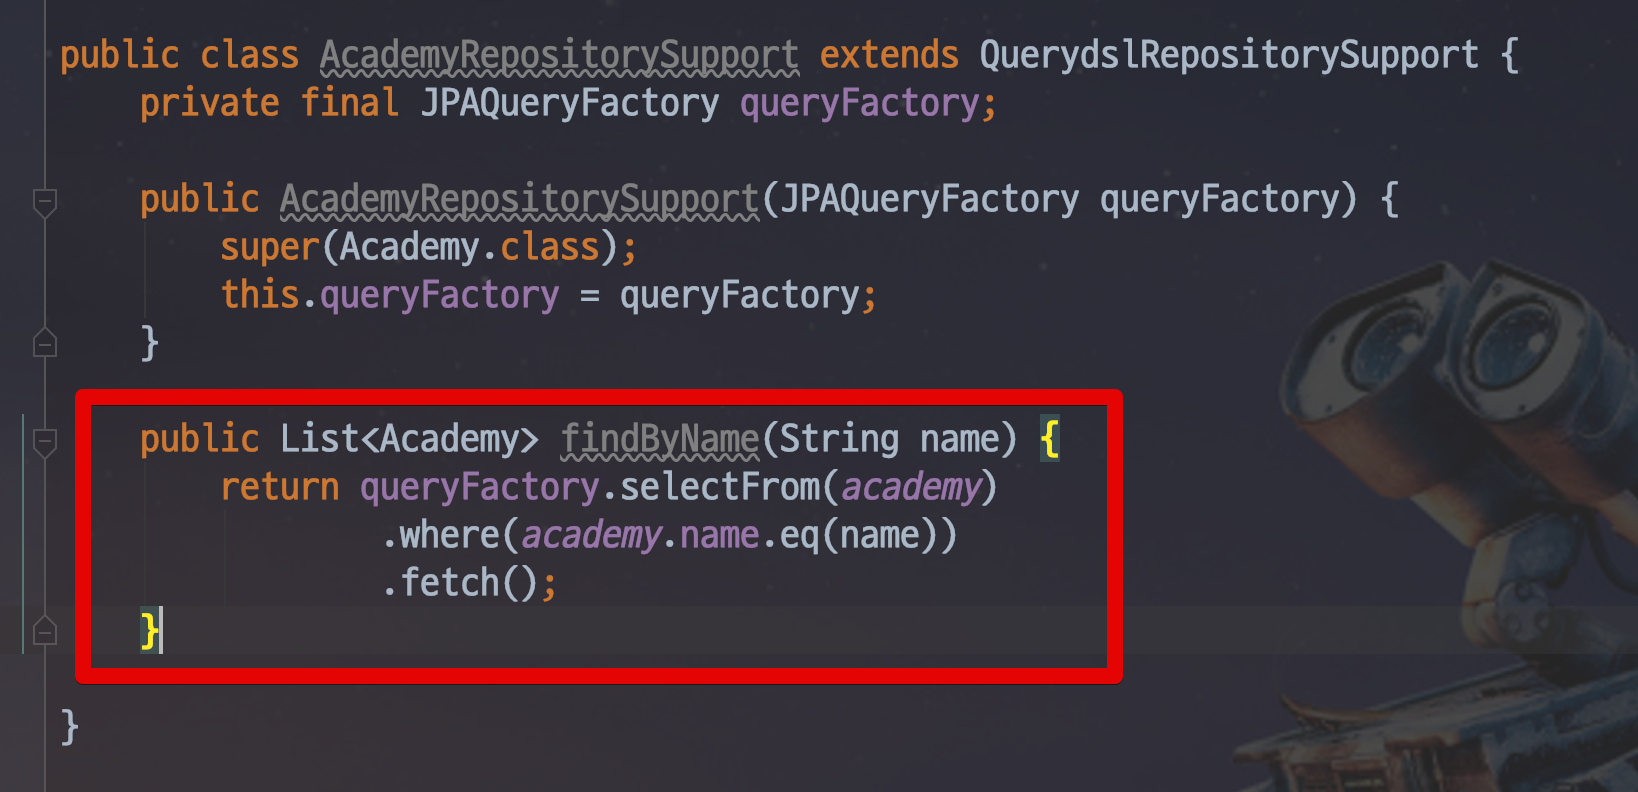 public class AcademyRepositorySupport extends QuerydslRepositorySupport {
private final JPAQueryFactory queryFactory;
public AcademyRepositorySupport(JPAQueryFactory queryFactory) {
super(Academy.class);
this.queryFactory = queryFactory;
}
public List<Academy> findByName(String name) {
return queryFactory.selectFrom(academy)
.where(academy.name.eq(name))
.fetch();
}
}